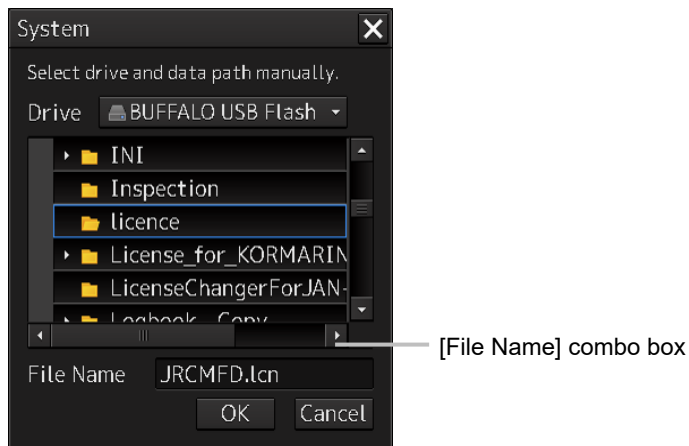 System
Select drive and data path manually.
Drive BUFFALO USB Flash
INI
Inspection
licence
License_for_KORMARIN
LicenseChangerForJAN-
Logbook - Copy
[File Name] combo box
File Name JRCMFD.lcn
OK Cancel